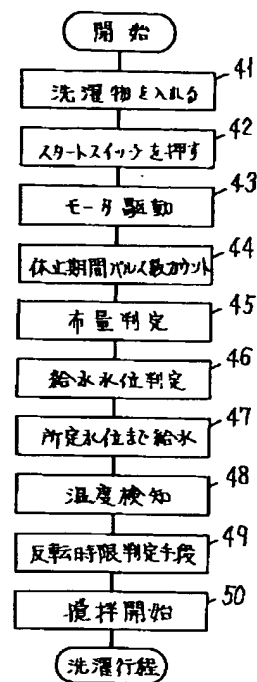 開始
41
洗濯物を入れる
42
スタートスイッチを押す
43
モータ駆動
44
休止期間パルス数カウント
45
布量判定
46
給水水位判定
47
所定水位まで給水
48
温度検知
49
反転時限判定手段
50
撹拌開始
洗濯行程